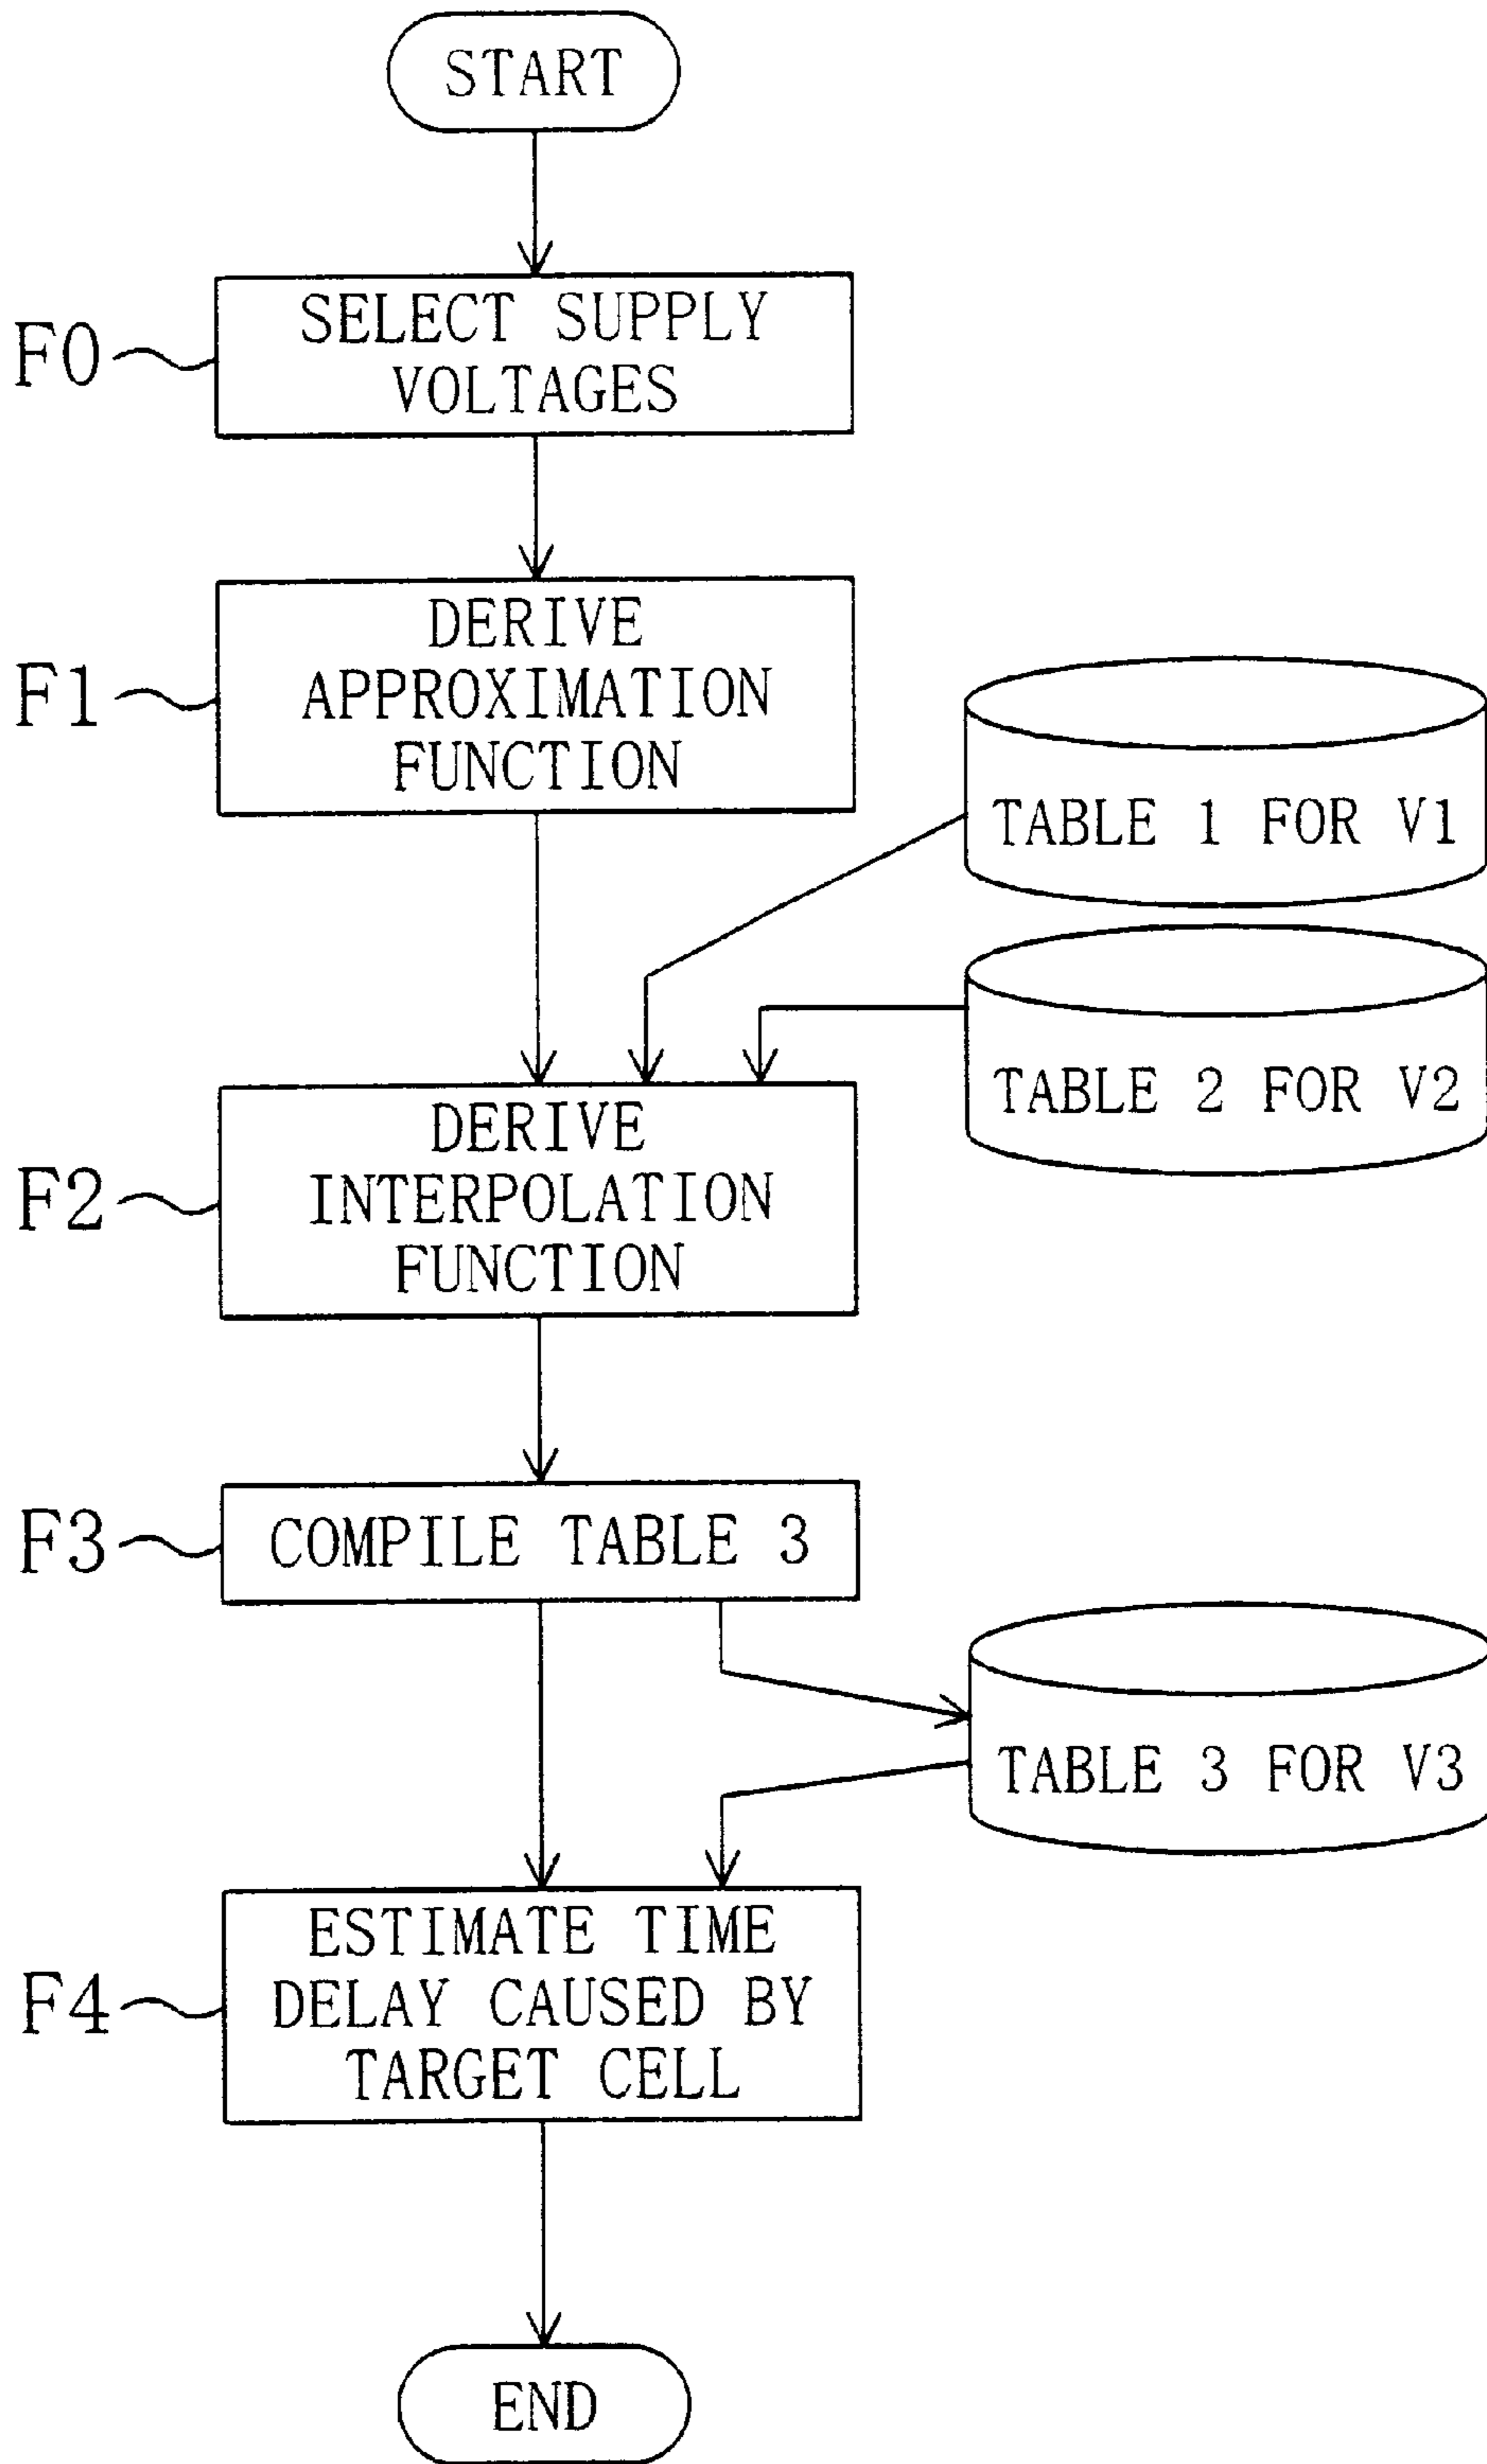 START
F0
SELECT SUPPLY
VOLTAGES
F1
DERIVE
APPROXIMATION
FUNCTION
TABLE 1 FOR V1
TABLE 2 FOR V2
F2
DERIVE
INTERPOLATION
FUNCTION
F3
COMPILE TABLE 3
TABLE 3 FOR V3
F4
ESTIMATE TIME
DELAY CAUSED BY
TARGET CELL
END